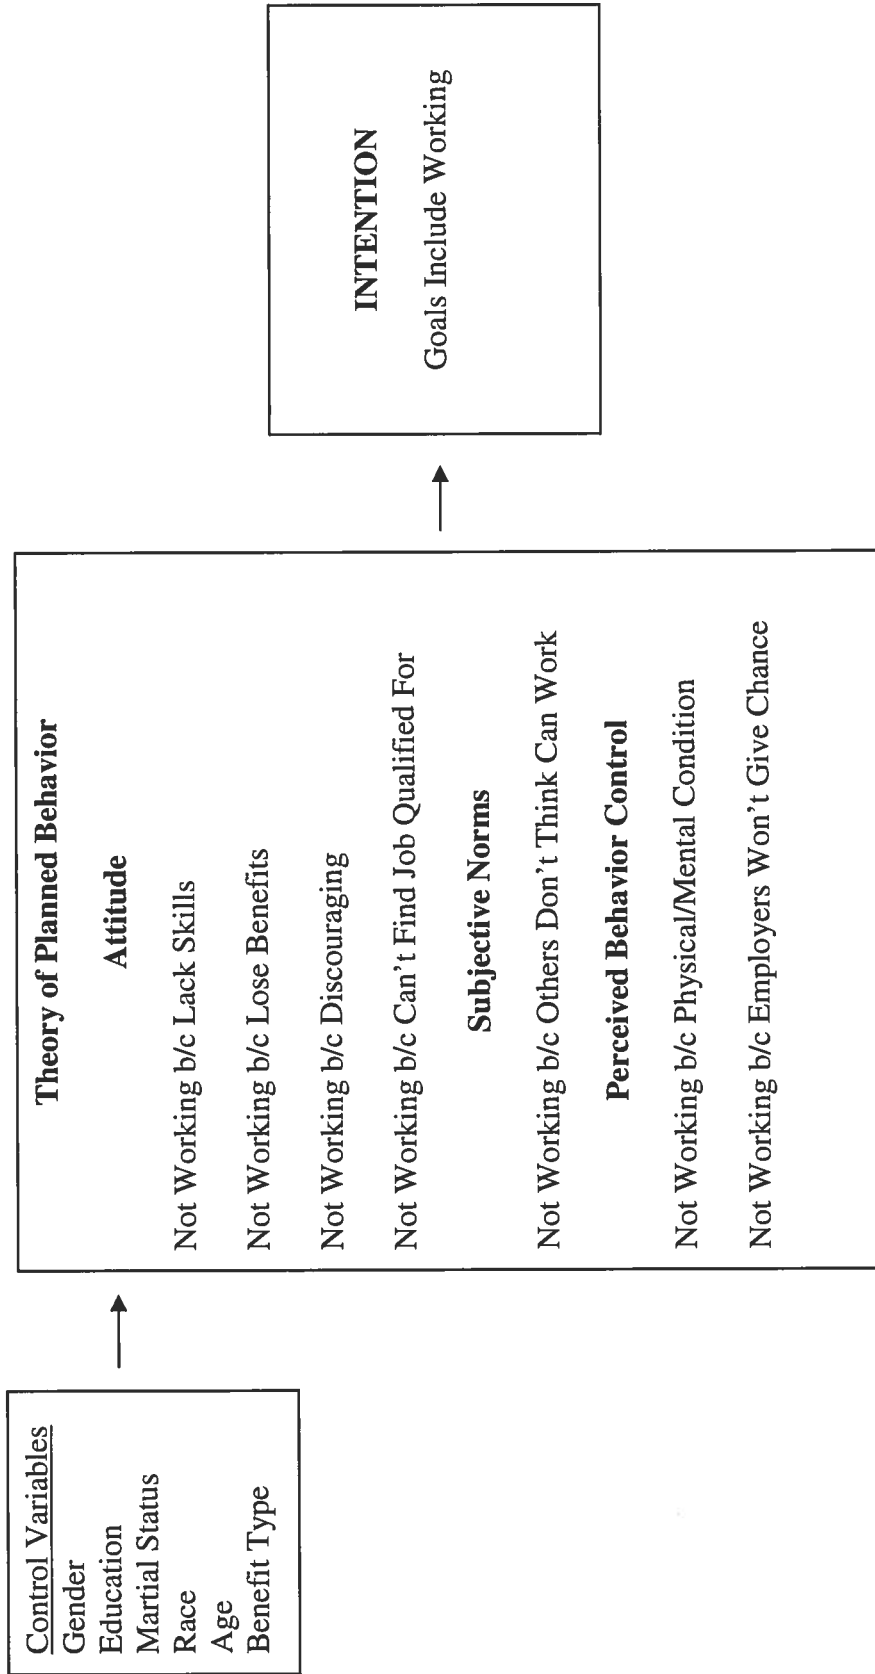 Control Variables
Gender
Education
Martial Status
Race
Age
Benefit Type
Theory of Planned Behavior
Attitude
Not Working b/c Lack Skills
Not Working b/c Lose Benefits
Not Working b/c Discouraging
Not Working b/c Can't Find Job Qualified For
Subjective Norms
Not Working b/c Others Don't Think Can Work
Perceived Behavior Control
Not Working b/c Physical/Mental Condition
Not Working b/c Employers Won't Give Chance
INTENTION
Goals Include Working